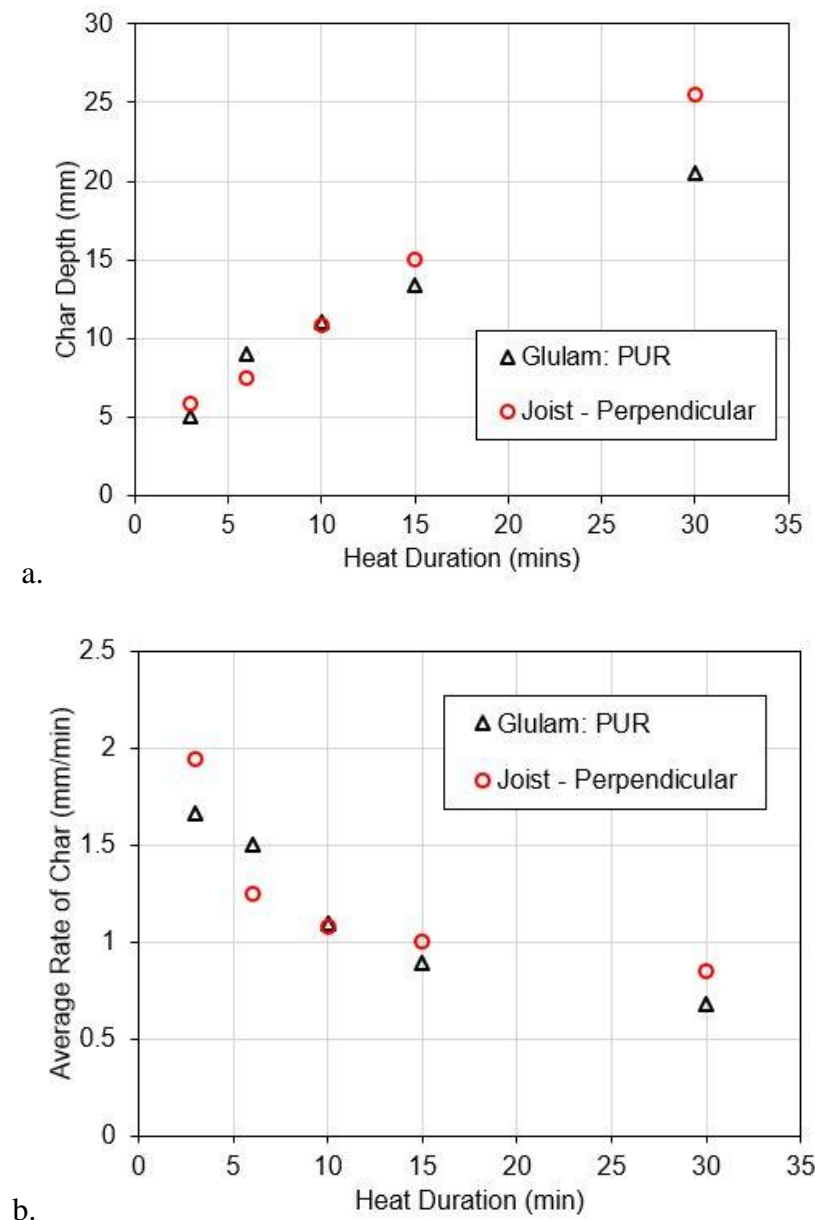 30
25
20
15
10
5
0
Char Depth (mm)
Glulam: PUR
Joist - Perpendicular
0 5 10 15 20 25 30 35
Heat Duration (mins)
a.
2.5
2
1.5
1
0.5
0
Average Rate of Char (mm/min)
Glulam: PUR
Joist - Perpendicular
0 5 10 15 20 25 30 35
Heat Duration (min)
b.